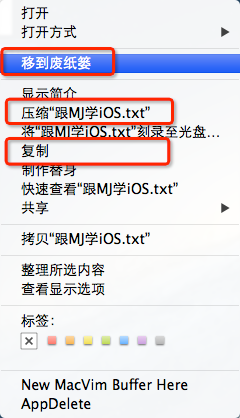 打开
打开方式
移到废纸篓
显示简介
压缩“跟MJ学iOS.txt”
将“跟MJ学iOS.txt”刻录至光盘…
复制
制作替身
快速查看“跟MJ学iOS.txt”
共享
拷贝“跟MJ学iOS.txt”
整理所选内容
查看显示选项
标签：
New MacVim Buffer Here
AppDelete